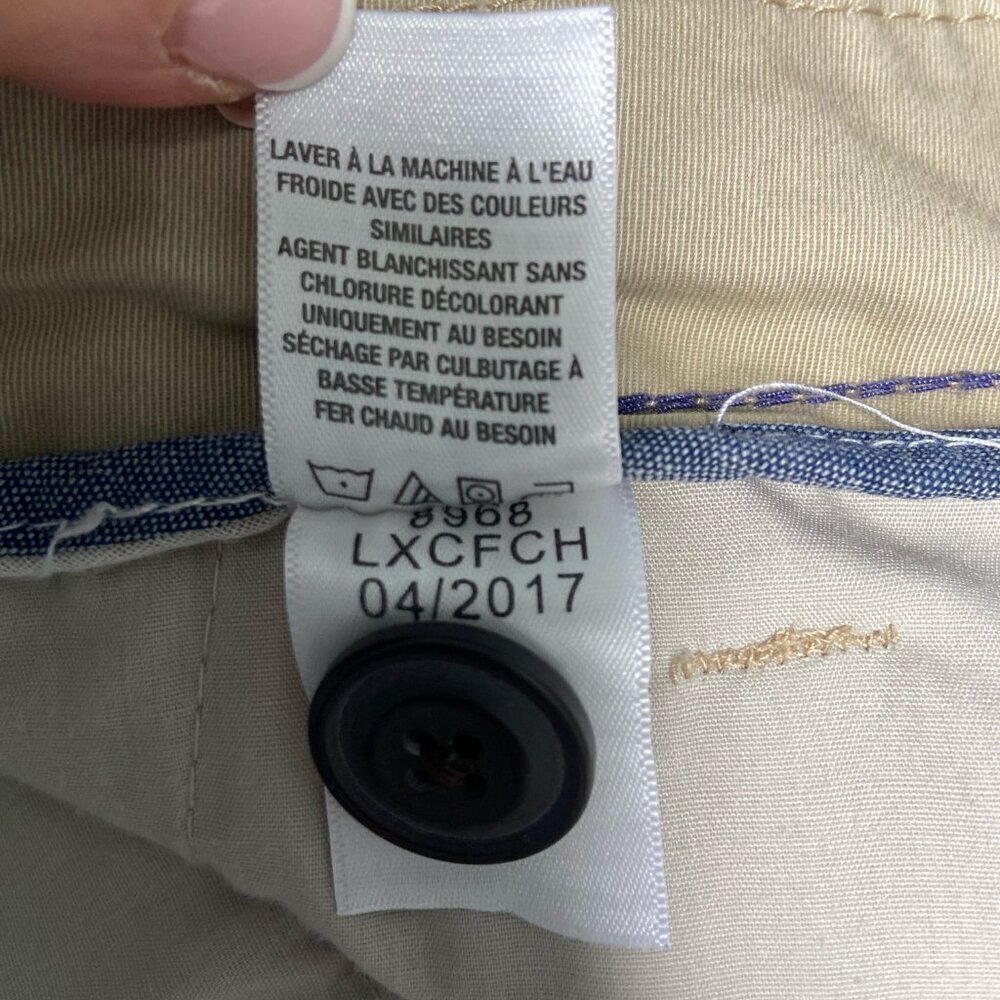 LAVER À LA MACHINE À L'EAU
FROIDE AVEC DES COULEURS
SIMILAIRES
AGENT BLANCHISSANT SANS
CHLORURE DÉCOLORANT
UNIQUEMENT AU BESOIN
SÉCHAGE PAR CULBUTAGE À
BASSE TEMPÉRATURE
FER CHAUD AU BESOIN
8968
LXCFCH
04/2017